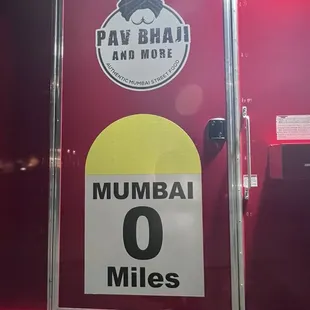 PAV BHAJI
AND MORE
AUTHENTIC MUMBAI STREET FOOD
MUMBAI
0
Miles